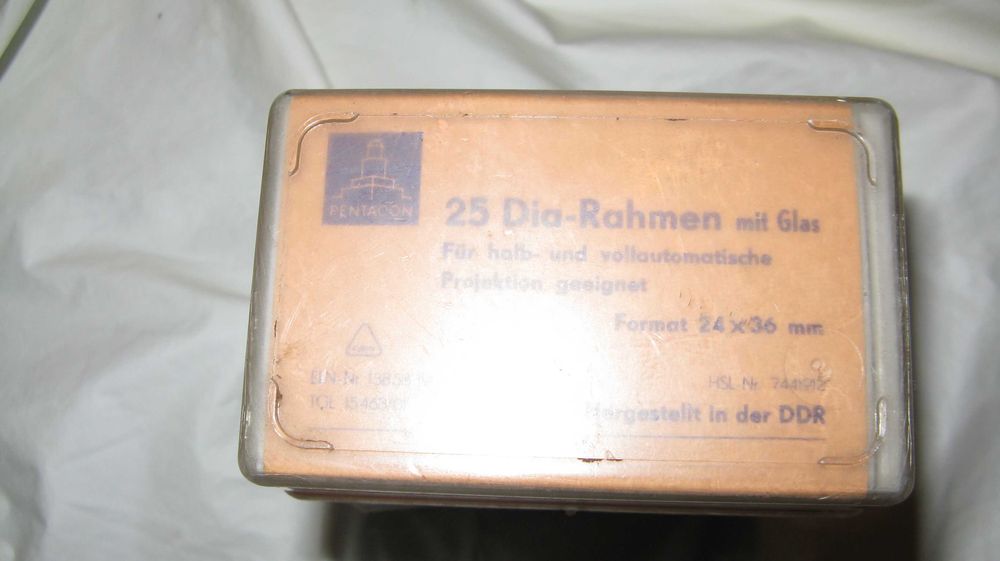 PENTACON
25 Dia-Rahmen mit Glas
Für halb- und vollautomatische
Projektion geeignet
Format 24 x 36 mm
HSL Nr. 7441912
Hergestellt in der DDR